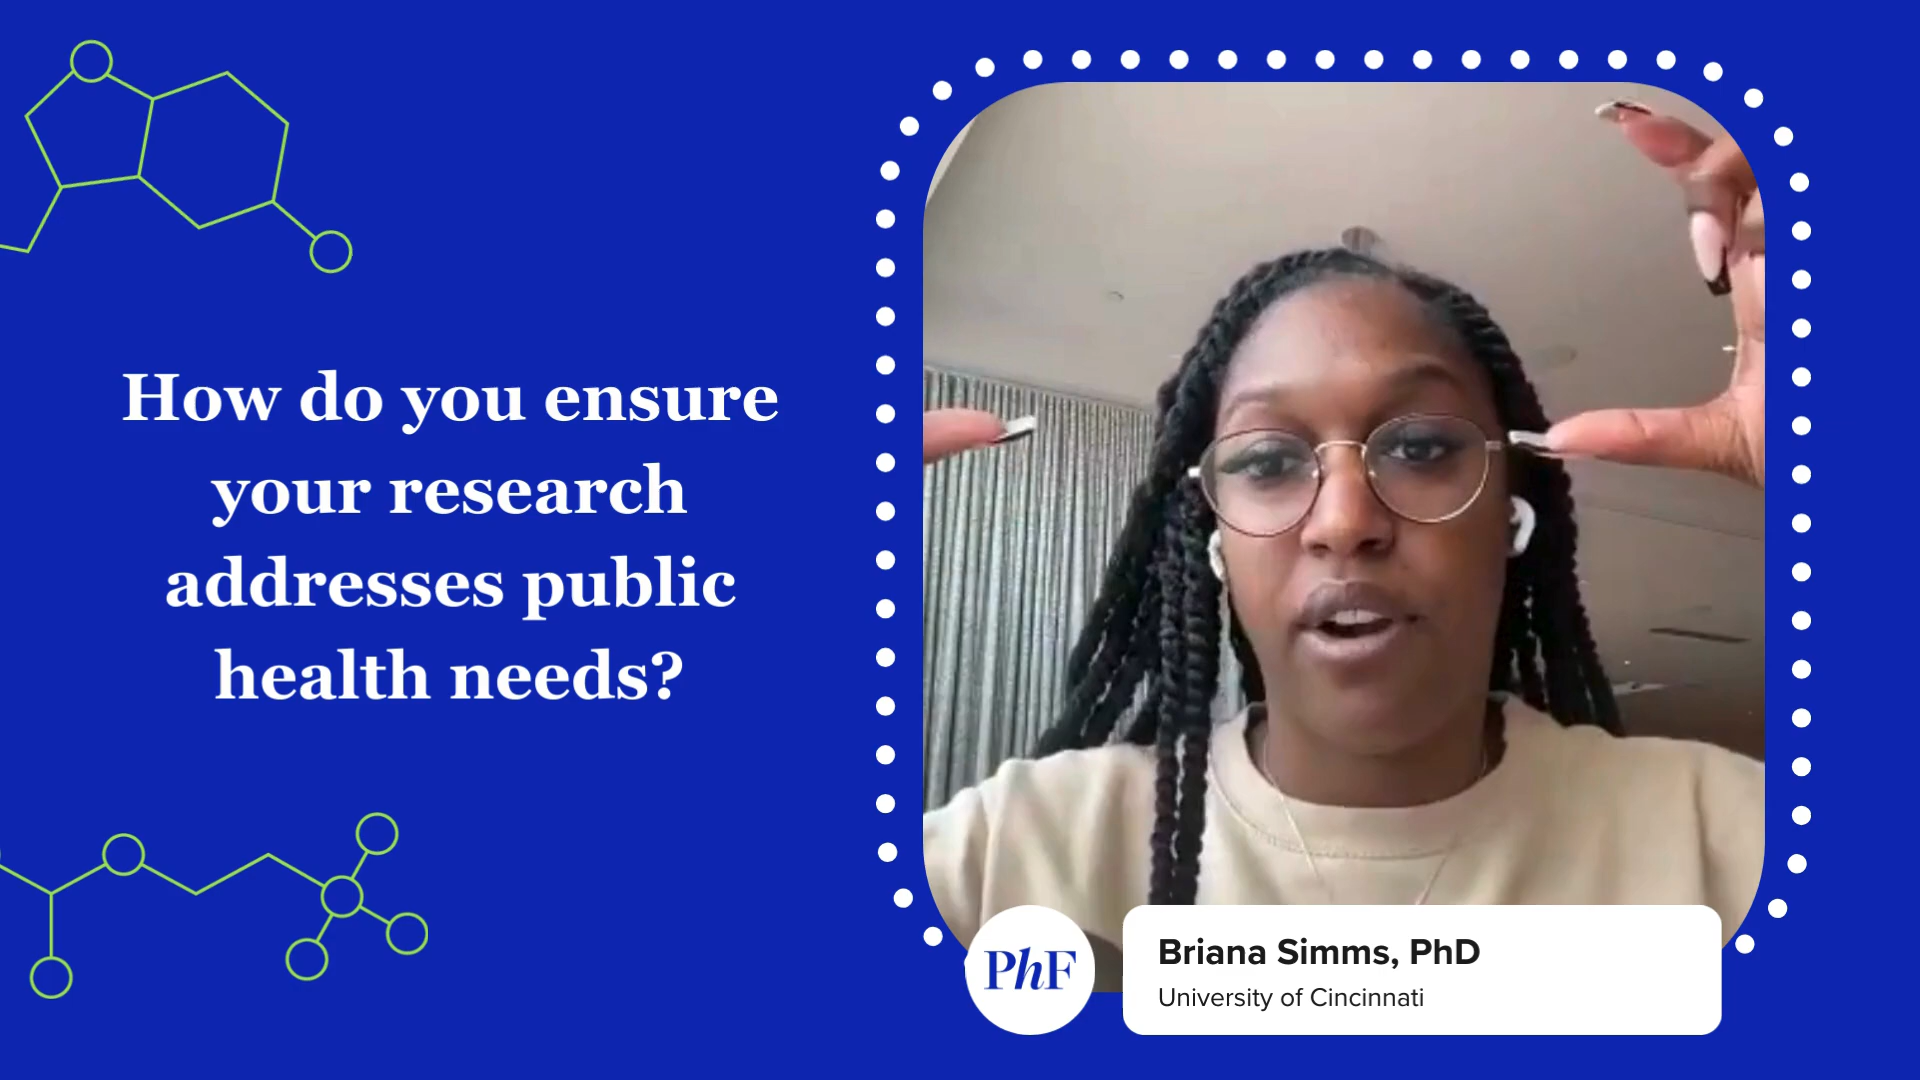 How do you ensure
your research
addresses public
health needs?
PhF
Briana Simms, PhD
University of Cincinnati